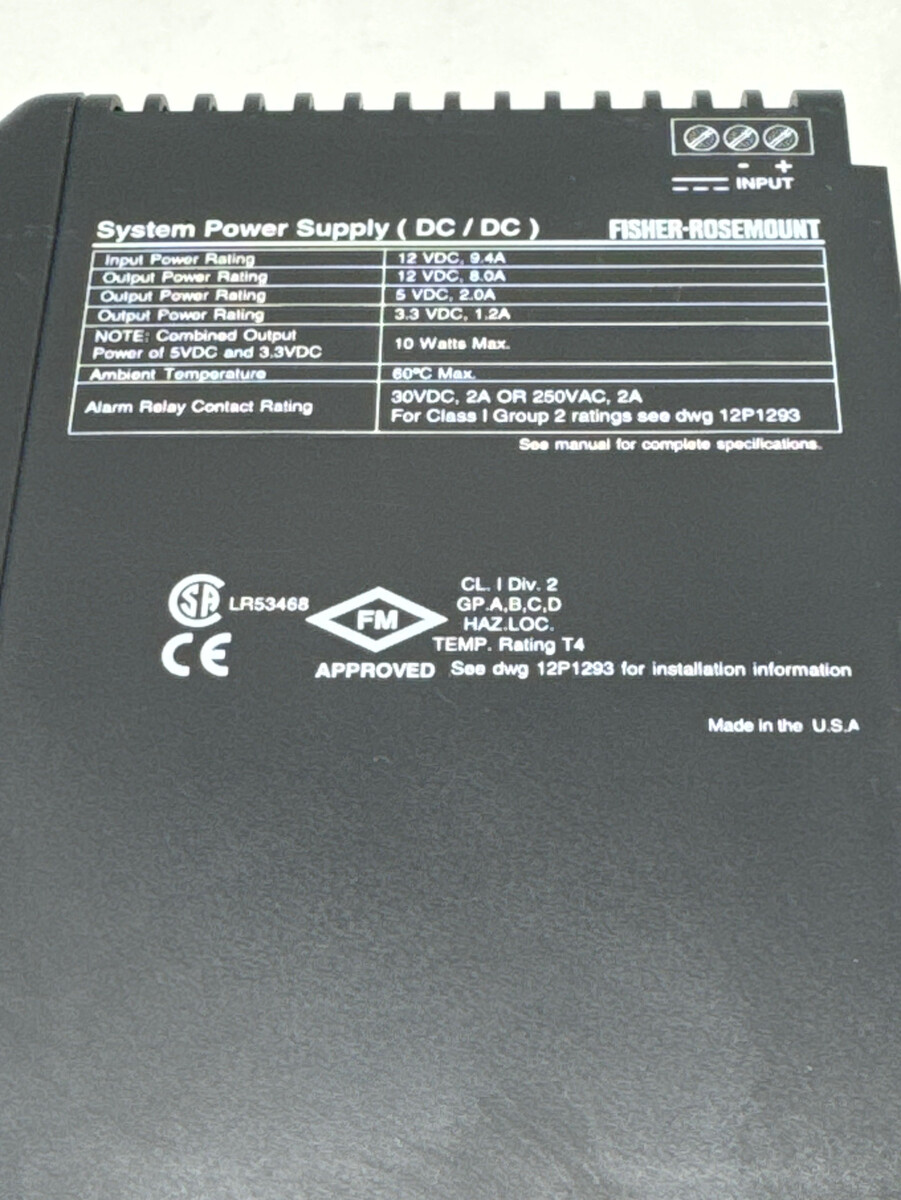 - +
INPUT
System Power Supply ( DC / DC ) FISHER-ROSEMOUNT
Input Power Rating 12 VDC, 9.4A
Output Power Rating 12 VDC, 8.0A
Output Power Rating 5 VDC, 2.0A
Output Power Rating 3.3 VDC, 1.2A
NOTE: Combined Output
Power of 5VDC and 3.3VDC 10 Watts Max.
Ambient Temperature 60°C Max.
Alarm Relay Contact Rating 30VDC, 2A OR 250VAC, 2A
For Class I Group 2 ratings see dwg 12P1293
See manual for complete specifications.
SA LR53468
CE
FM
APPROVED
CL. I Div. 2
GP.A,B,C,D
HAZ.LOC.
TEMP. Rating T4
See dwg 12P1293 for installation information
Made in the U.S.A